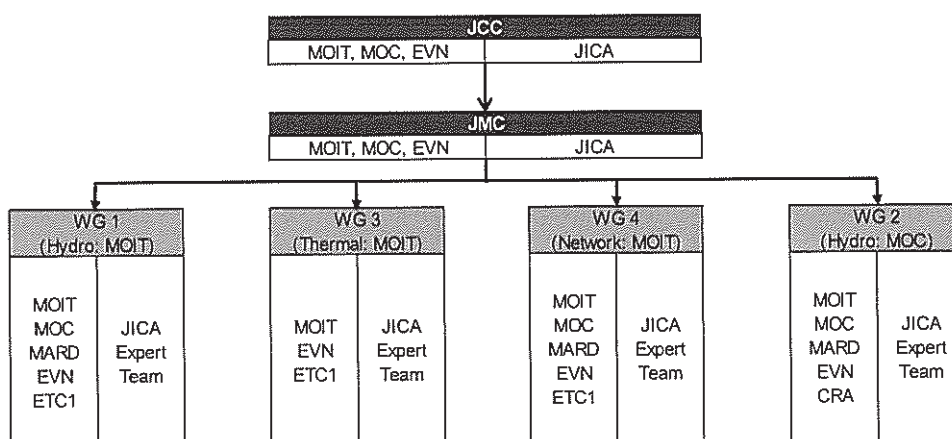 JCC
MOIT, MOC, EVN JICA
JMC
MOIT, MOC, EVN JICA
WG 1
(Hydro: MOIT)
MOIT
MOC
MARD
EVN
ETC1
JICA
Expert
Team
WG 3
(Thermal: MOIT)
MOIT
EVN
ETC1
JICA
Expert
Team
WG 4
(Network: MOIT)
MOIT
MOC
MARD
EVN
ETC1
JICA
Expert
Team
WG 2
(Hydro: MOC)
MOIT
MOC
MARD
EVN
CRA
JICA
Expert
Team